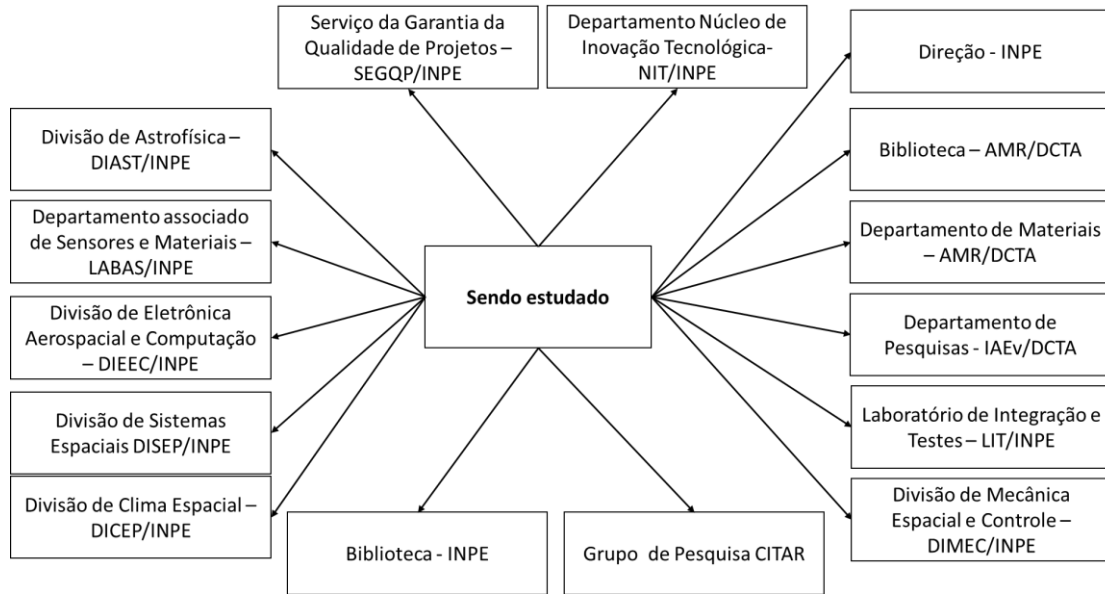 Serviço da Garantia da
Qualidade de Projetos –
SEGQP/INPE
Departamento Núcleo de
Inovação Tecnológica-
NIT/INPE
Direção - INPE
Divisão de Astrofísica –
DIAST/INPE
Biblioteca – AMR/DCTA
Departamento associado
de Sensores e Materiais –
LABAS/INPE
Departamento de Materiais
– AMR/DCTA
Sendo estudado
Divisão de Eletrônica
Aerospacial e Computação
– DIEEC/INPE
Departamento de
Pesquisas - IAEv/DCTA
Divisão de Sistemas
Espaciais DISEP/INPE
Laboratório de Integração e
Testes – LIT/INPE
Divisão de Clima Espacial –
DICEP/INPE
Biblioteca - INPE
Grupo de Pesquisa CITAR
Divisão de Mecânica
Espacial e Controle –
DIMEC/INPE